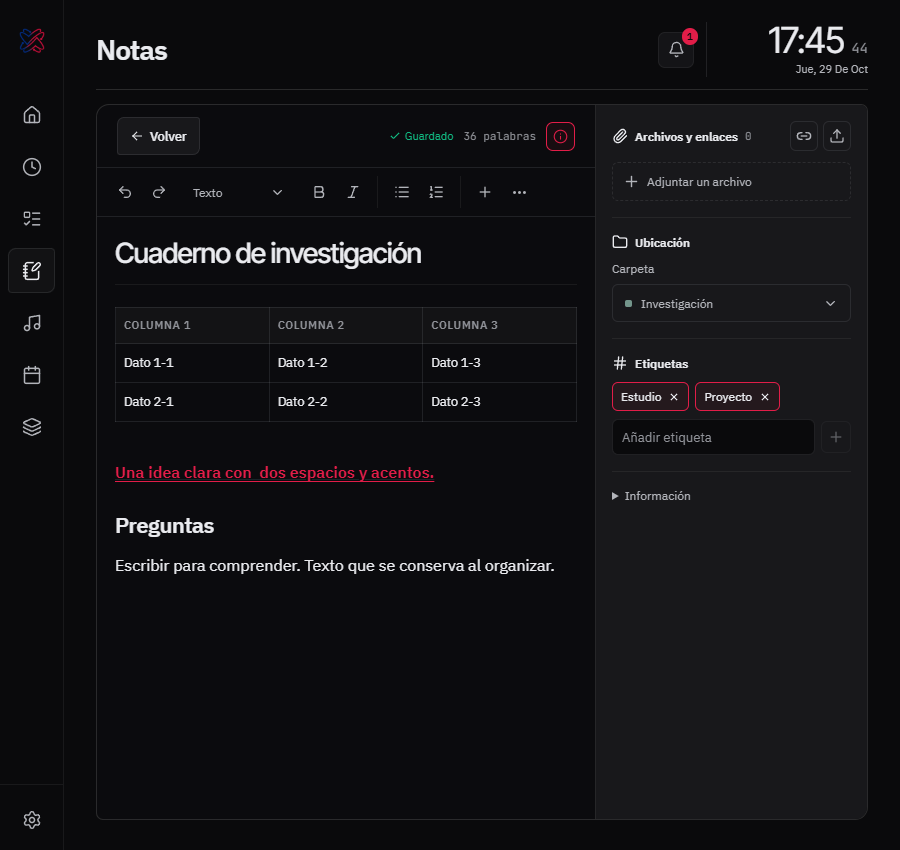 Notas
1
17:45 44
Jue, 29 De Oct
Volver
Guardado 36 palabras
Texto
B I
Cuaderno de investigación
COLUMNA 1 COLUMNA 2 COLUMNA 3
Dato 1-1 Dato 1-2 Dato 1-3
Dato 2-1 Dato 2-2 Dato 2-3
Una idea clara con  dos espacios y acentos.
Preguntas
Escribir para comprender. Texto que se conserva al organizar.
Archivos y enlaces 0
Adjuntar un archivo
Ubicación
Carpeta
Investigación
Etiquetas
Estudio Proyecto
Añadir etiqueta
Información